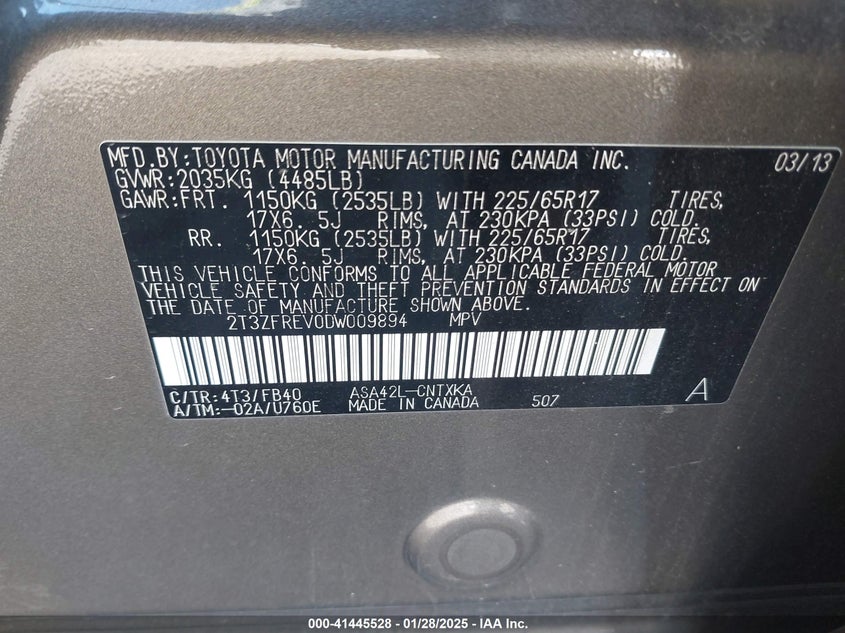 MFD.BY:TOYOTA MOTOR MANUFACTURING CANADA INC. 03/13
GVWR:2035KG (4485LB)
GAWR:FRT. 1150KG (2535LB) WITH 225/65R17 TIRES,
17X6. 5J RIMS, AT 230KPA (33PSI) COLD.
RR. 1150KG (2535LB) WITH 225/65R17 TIRES,
17X6. 5J RIMS, AT 230KPA (33PSI) COLD.
THIS VEHICLE CONFORMS TO ALL APPLICABLE FEDERAL MOTOR
VEHICLE SAFETY AND THEFT PREVENTION STANDARDS IN EFFECT ON
THE DATE OF MANUFACTURE SHOWN ABOVE.
2T3ZFREV0DW009894 MPV
C/TR:4T3/FB40 ASA42L-CNTXKA
A/TM:-02A/U760E MADE IN CANADA 507 A
000-41445528 - 01/28/2025 - IAA Inc.